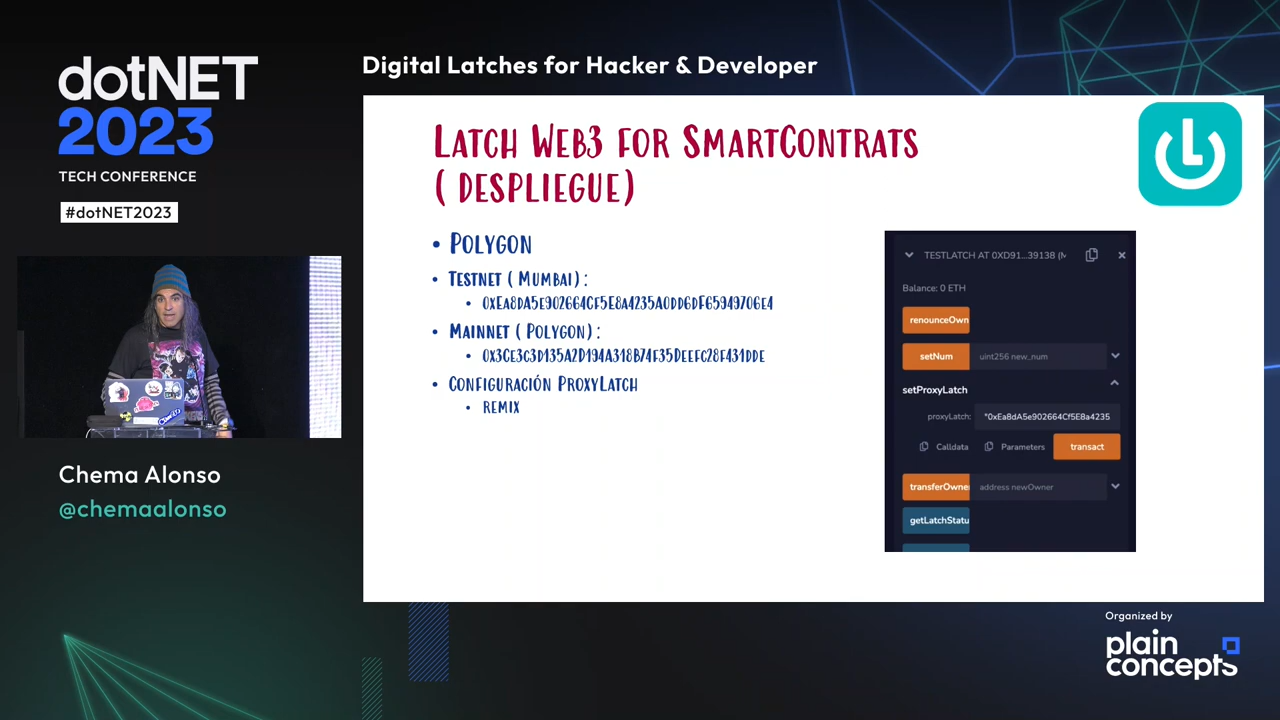 dotNET
2023
TECH CONFERENCE
#dotNET2023
Chema Alonso
@chemaalonso
Digital Latches for Hacker & Developer
LATCH WEB3 FOR SMARTCONTRATS
( DESPLIEGUE)
• POLYGON
• TESTNET ( MUMBAI):
• 0xEa8dA5e902664Cf5E8a4235A0DD6DF65949706E4
• MAINNET ( POLYGON):
• 0x3Ce3c3D135A2D194A318B74F35DEEFC28F431DDE
• CONFIGURACIÓN PROXYLATCH
• REMIX
TESTLATCH AT 0XD91...39138 (M
Balance: 0 ETH
renounceOwn
setNum uint256 new_num
setProxyLatch
proxyLatch: "0xEa8dA5e902664Cf5E8a4235
Calldata Parameters transact
transferOwne address newOwner
getLatchStatu
Organized by
plain
concepts